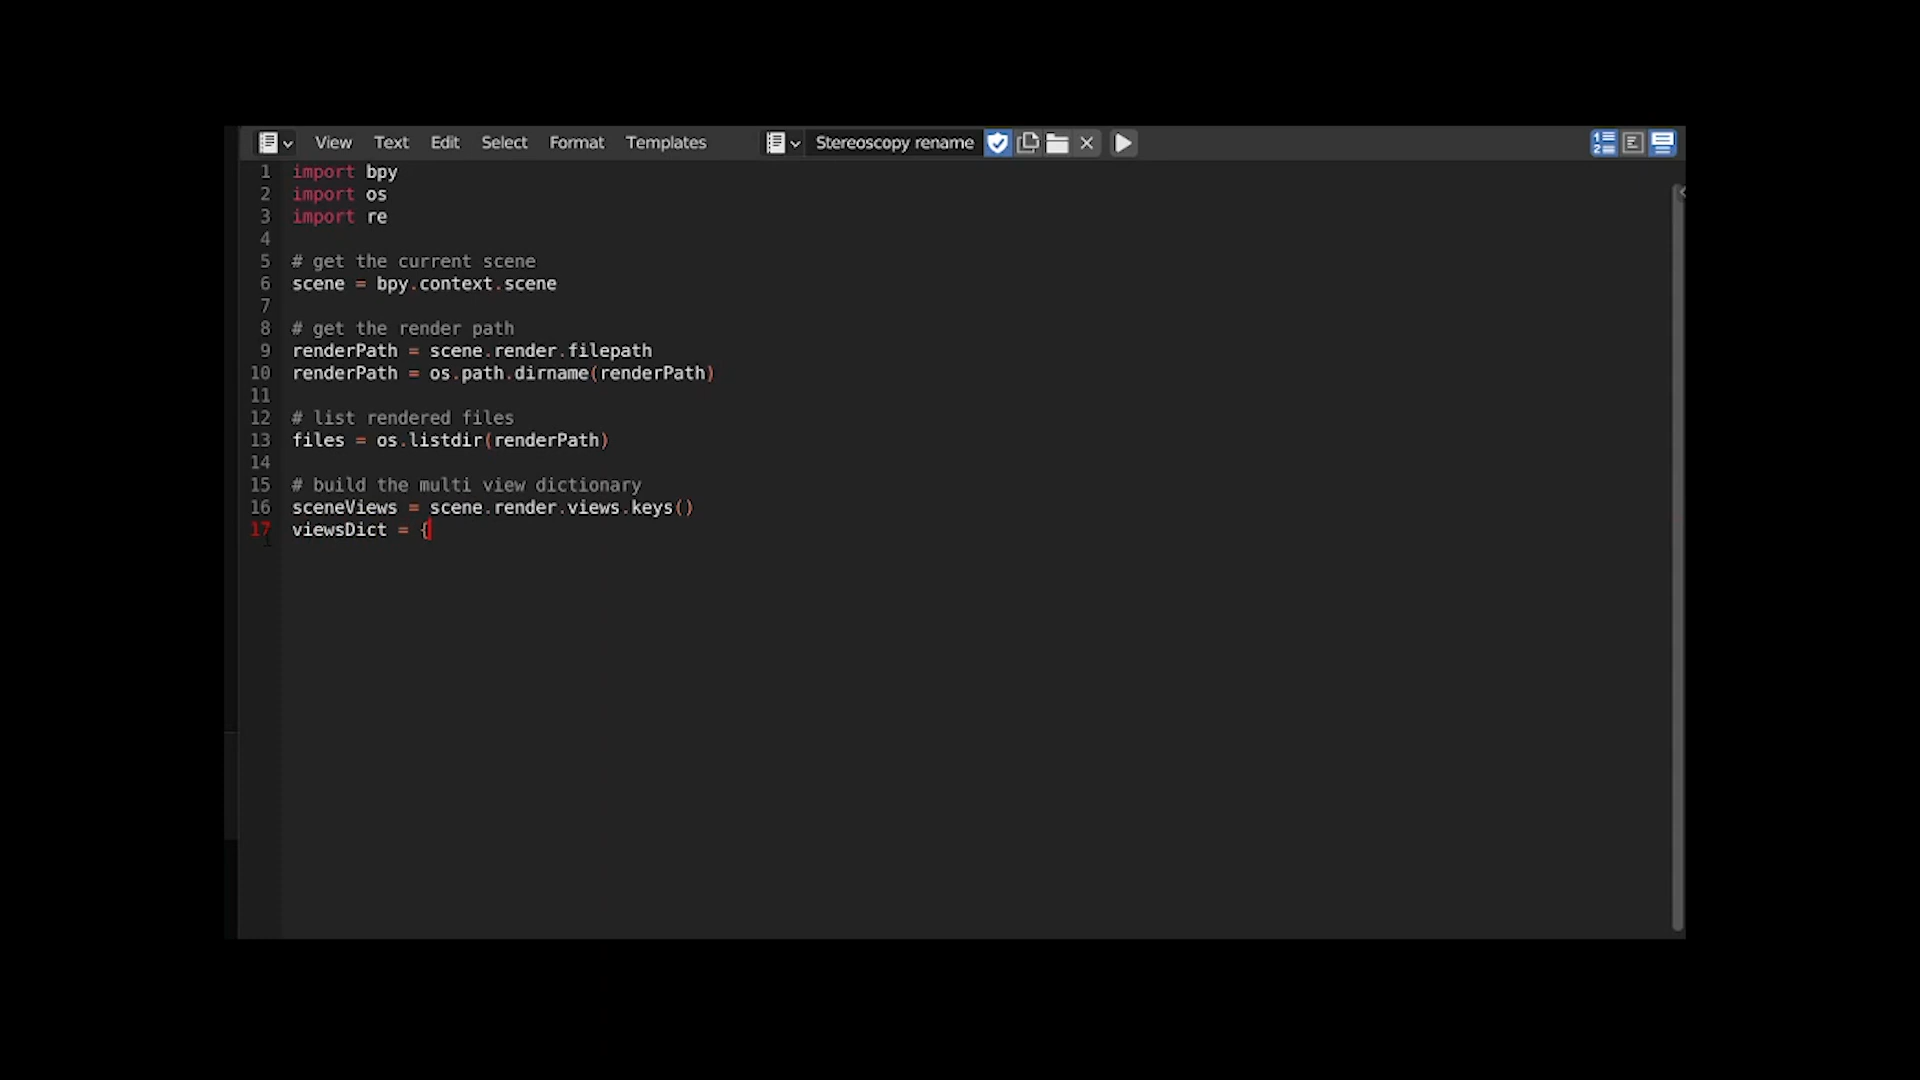 View Text Edit Select Format Templates Stereoscopy rename
1 import bpy
2 import os
3 import re
4
5 # get the current scene
6 scene = bpy.context.scene
7
8 # get the render path
9 renderPath = scene.render.filepath
10 renderPath = os.path.dirname(renderPath)
11
12 # list rendered files
13 files = os.listdir(renderPath)
14
15 # build the multi view dictionary
16 sceneViews = scene.render.views.keys()
17 viewsDict = {